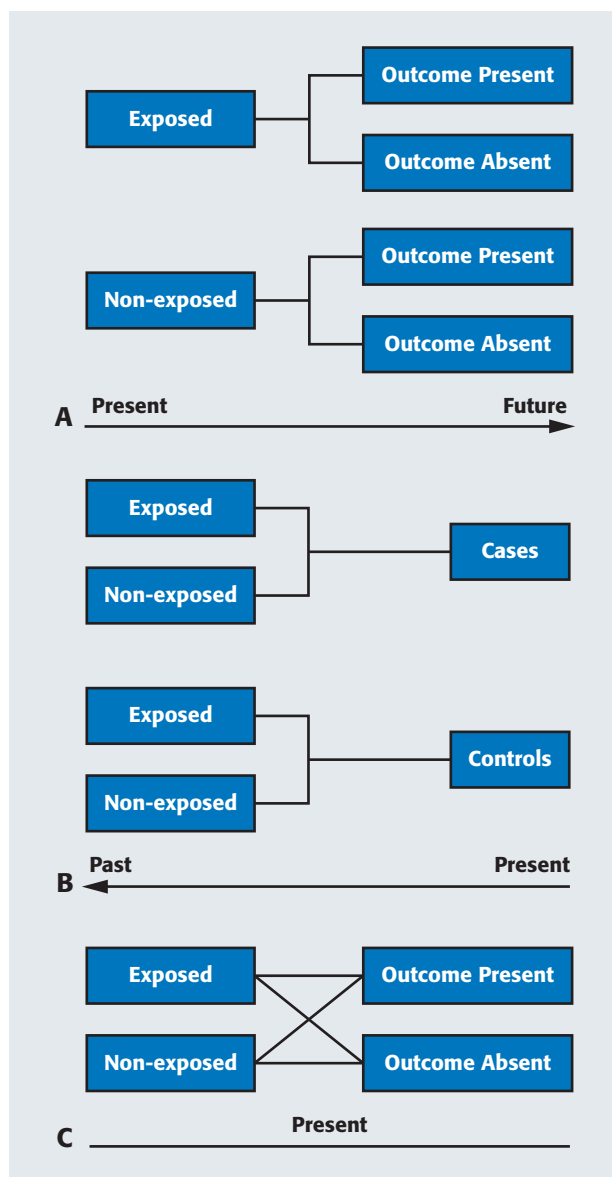 Outcome Present
Exposed
Outcome Absent
Outcome Present
Non-exposed
Outcome Absent
Present Future
A
Exposed
Cases
Non-exposed
Exposed
Controls
Non-exposed
Past Present
B
Exposed Outcome Present
Non-exposed Outcome Absent
Present
C